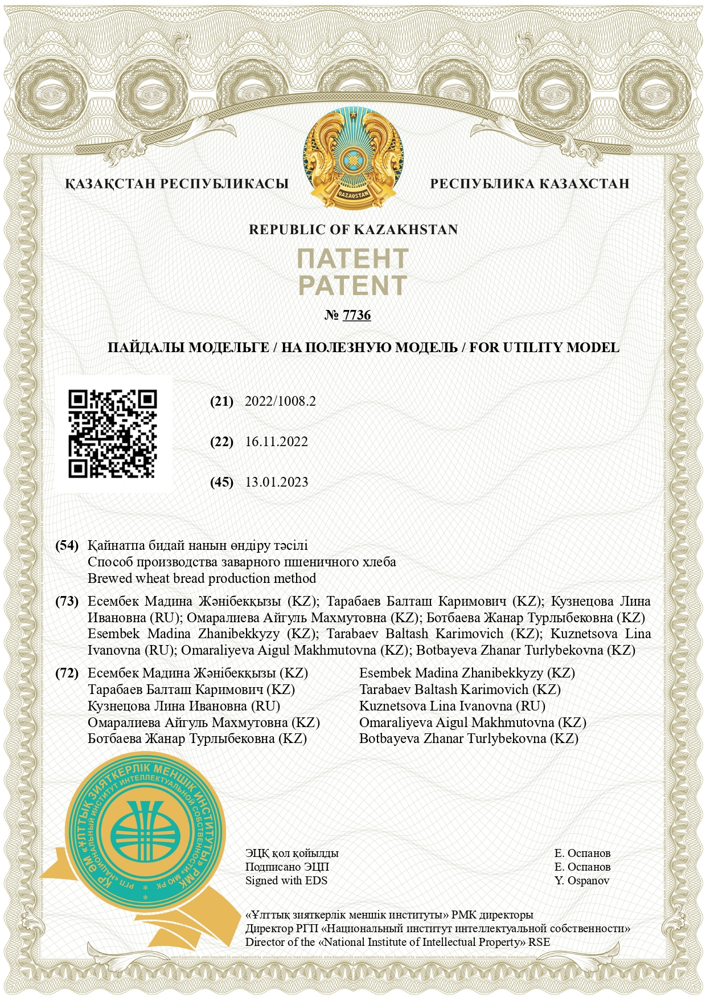 ҚАЗАҚСТАН РЕСПУБЛИКАСЫ
РЕСПУБЛИКА КАЗАХСТАН
QAZAQSTAN
REPUBLIC OF KAZAKHSTAN
ПАТЕНТ
PATENT
№ 7736
ПАЙДАЛЫ МОДЕЛЬГЕ / НА ПОЛЕЗНУЮ МОДЕЛЬ / FOR UTILITY MODEL
(21) 2022/1008.2
(22) 16.11.2022
(45) 13.01.2023
(54) Қайнатпа бидай нанын өндіру тәсілі
Способ производства заварного пшеничного хлеба
Brewed wheat bread production method
(73) Есембек Мадина Жәнібекқызы (KZ); Тарабаев Балташ Каримович (KZ); Кузнецова Лина
Ивановна (RU); Омаралиева Айгуль Махмутовна (KZ); Ботбаева Жанар Турлыбековна (KZ)
Esembek Madina Zhanibekkyzy (KZ); Tarabaev Baltash Karimovich (KZ); Kuznetsova Lina
Ivanovna (RU); Omaraliyeva Aigul Makhmutovna (KZ); Botbayeva Zhanar Turlybekovna (KZ)
(72) Есембек Мадина Жәнібекқызы (KZ) Esembek Madina Zhanibekkyzy (KZ)
Тарабаев Балташ Каримович (KZ) Tarabaev Baltash Karimovich (KZ)
Кузнецова Лина Ивановна (RU) Kuznetsova Lina Ivanovna (RU)
Омаралиева Айгуль Махмутовна (KZ) Omaraliyeva Aigul Makhmutovna (KZ)
Ботбаева Жанар Турлыбековна (KZ) Botbayeva Zhanar Turlybekovna (KZ)
ҚР ӘМ «ҰЛТТЫҚ ЗИЯТКЕРЛІК МЕНШІК ИНСТИТУТЫ» РМК
РГП «НАЦИОНАЛЬНЫЙ ИНСТИТУТ ИНТЕЛЛЕКТУАЛЬНОЙ СОБСТВЕННОСТИ» МЮ РК
ЭЦҚ қол қойылды Е. Оспанов
Подписано ЭЦП Е. Оспанов
Signed with EDS Y. Ospanov
«Ұлттық зияткерлік меншік институты» РМК директоры
Директор РГП «Национальный институт интеллектуальной собственности»
Director of the «National Institute of Intellectual Property» RSE